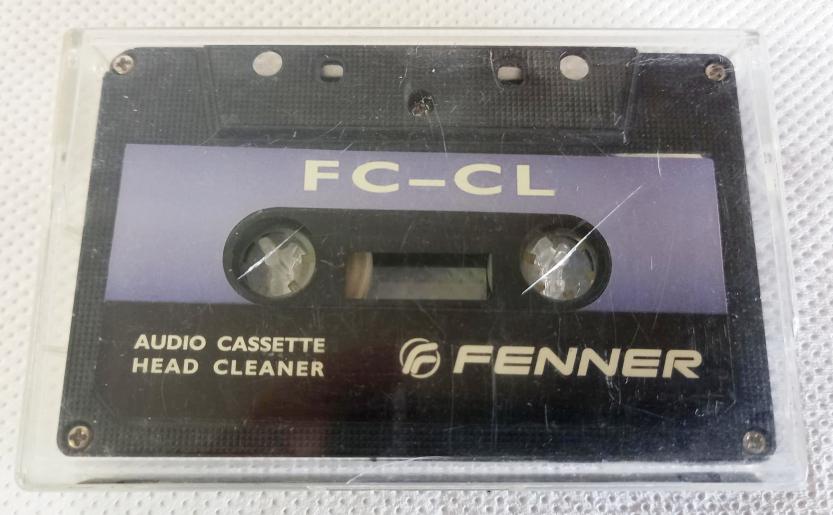 FC-CL
AUDIO CASSETTE
HEAD CLEANER
FENNER